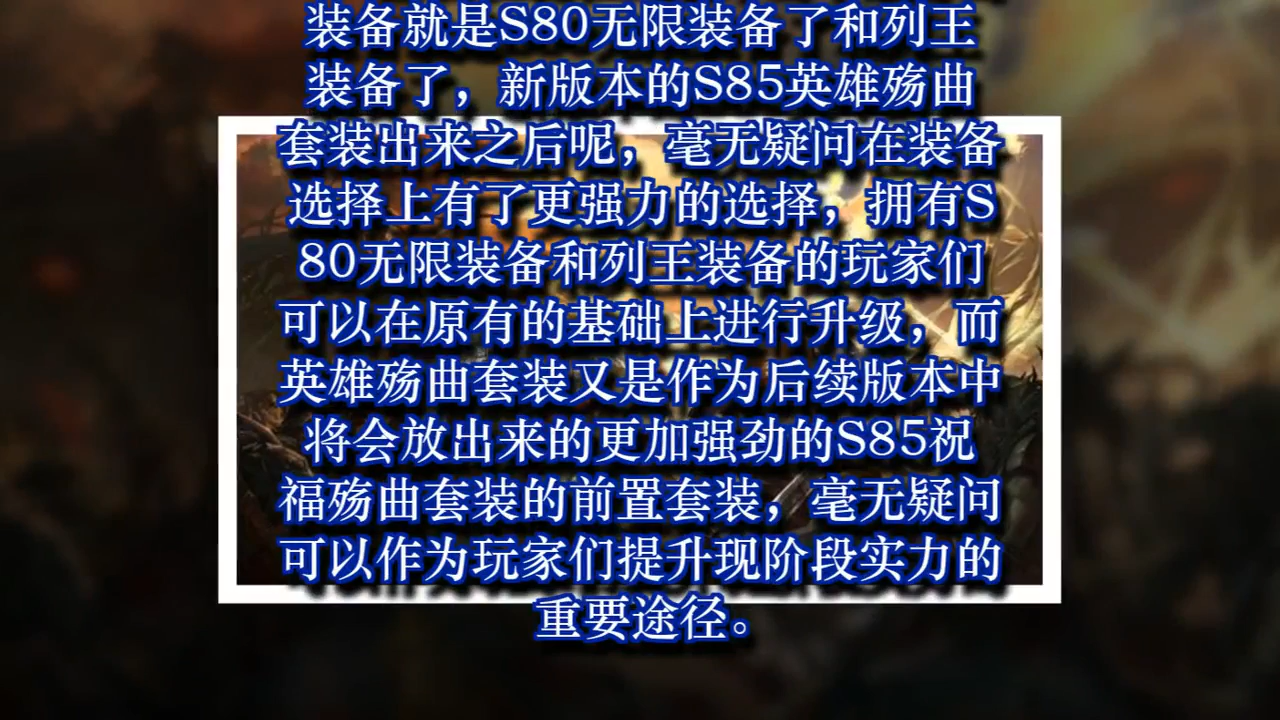 装备就是S80无限装备了和列王
装备了，新版本的S85英雄殇曲
套装出来之后呢，毫无疑问在装备
选择上有了更强力的选择，拥有S
80无限装备和列王装备的玩家们
可以在原有的基础上进行升级，而
英雄殇曲套装又是作为后续版本中
将会放出来的更加强劲的S85祝
福殇曲套装的前置套装，毫无疑问
可以作为玩家们提升现阶段实力的
重要途径。